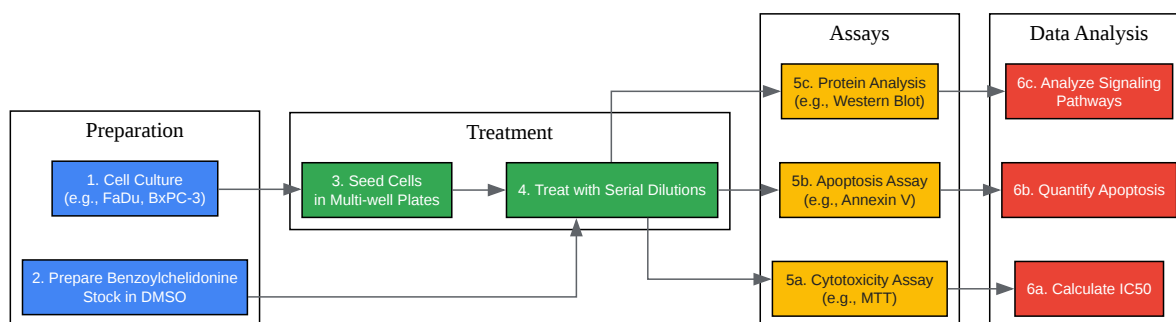 Preparation
1. Cell Culture
(e.g., FaDu, BxPC-3)
2. Prepare Benzoylchelidonine
Stock in DMSO
Treatment
3. Seed Cells
in Multi-well Plates
4. Treat with Serial Dilutions
Assays
5c. Protein Analysis
(e.g., Western Blot)
5b. Apoptosis Assay
(e.g., Annexin V)
5a. Cytotoxicity Assay
(e.g., MTT)
Data Analysis
6c. Analyze Signaling
Pathways
6b. Quantify Apoptosis
6a. Calculate IC50